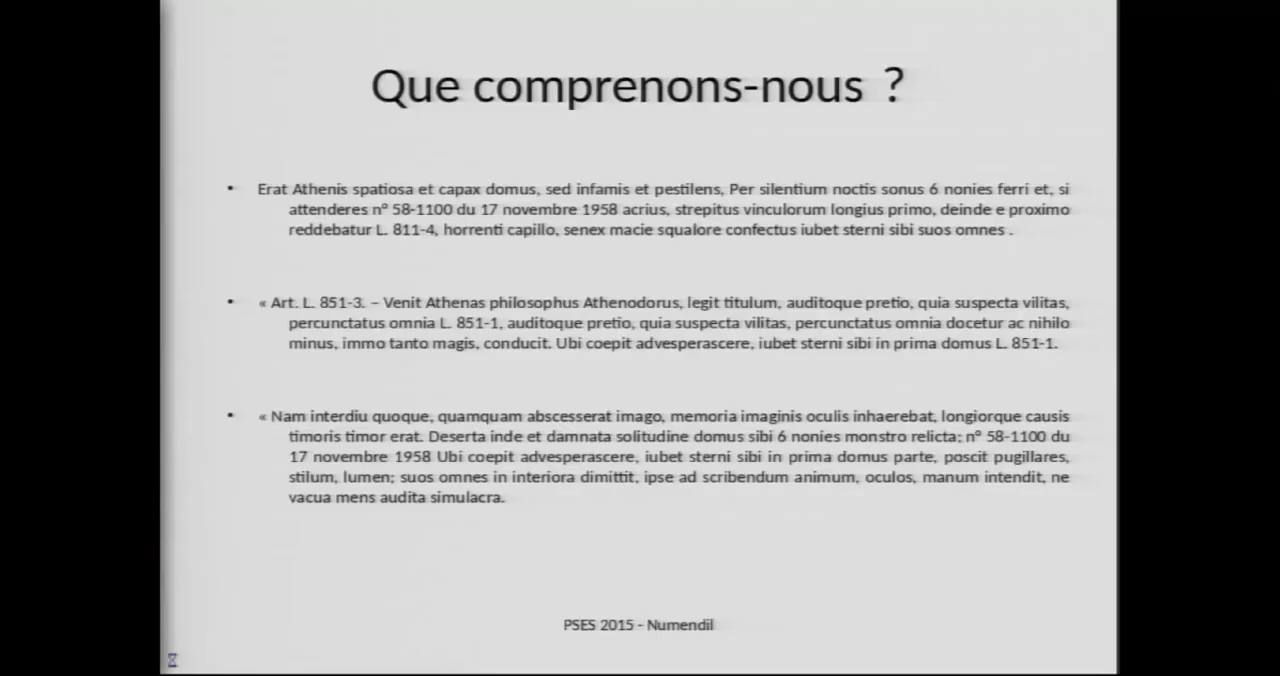 Que comprenons-nous ?
• Erat Athenis spatiosa et capax domus, sed infamis et pestilens, Per silentium noctis sonus 6 nonies ferri et, si
attenderes n° 58-1100 du 17 novembre 1958 acrius, strepitus vinculorum longius primo, deinde e proximo
reddebatur L. 811-4, horrenti capillo, senex macie squalore confectus iubet sterni sibi suos omnes .
• « Art. L. 851-3. – Venit Athenas philosophus Athenodorus, legit titulum, auditoque pretio, quia suspecta vilitas,
percunctatus omnia L. 851-1, auditoque pretio, quia suspecta vilitas, percunctatus omnia docetur ac nihilo
minus, immo tanto magis, conducit. Ubi coepit advesperascere, iubet sterni sibi in prima domus L. 851-1.
• « Nam interdiu quoque, quamquam abscesserat imago, memoria imaginis oculis inhaerebat, longiorque causis
timoris timor erat. Deserta inde et damnata solitudine domus sibi 6 nonies monstro relicta; n° 58-1100 du
17 novembre 1958 Ubi coepit advesperascere, iubet sterni sibi in prima domus parte, poscit pugillares,
stilum, lumen; suos omnes in interiora dimittit, ipse ad scribendum animum, oculos, manum intendit, ne
vacua mens audita simulacra.
PSES 2015 - Numendil